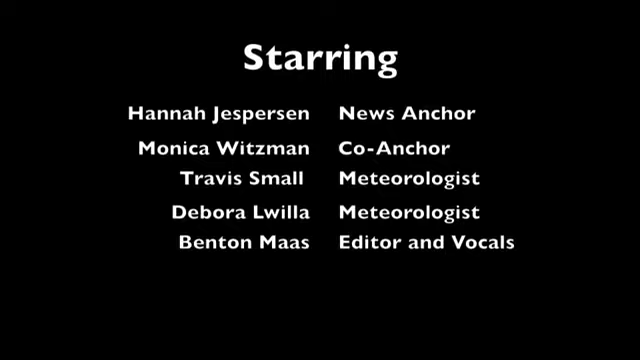 Starring
Hannah Jespersen News Anchor
Monica Witzman Co-Anchor
Travis Small Meteorologist
Debora Lwilla Meteorologist
Benton Maas Editor and Vocals